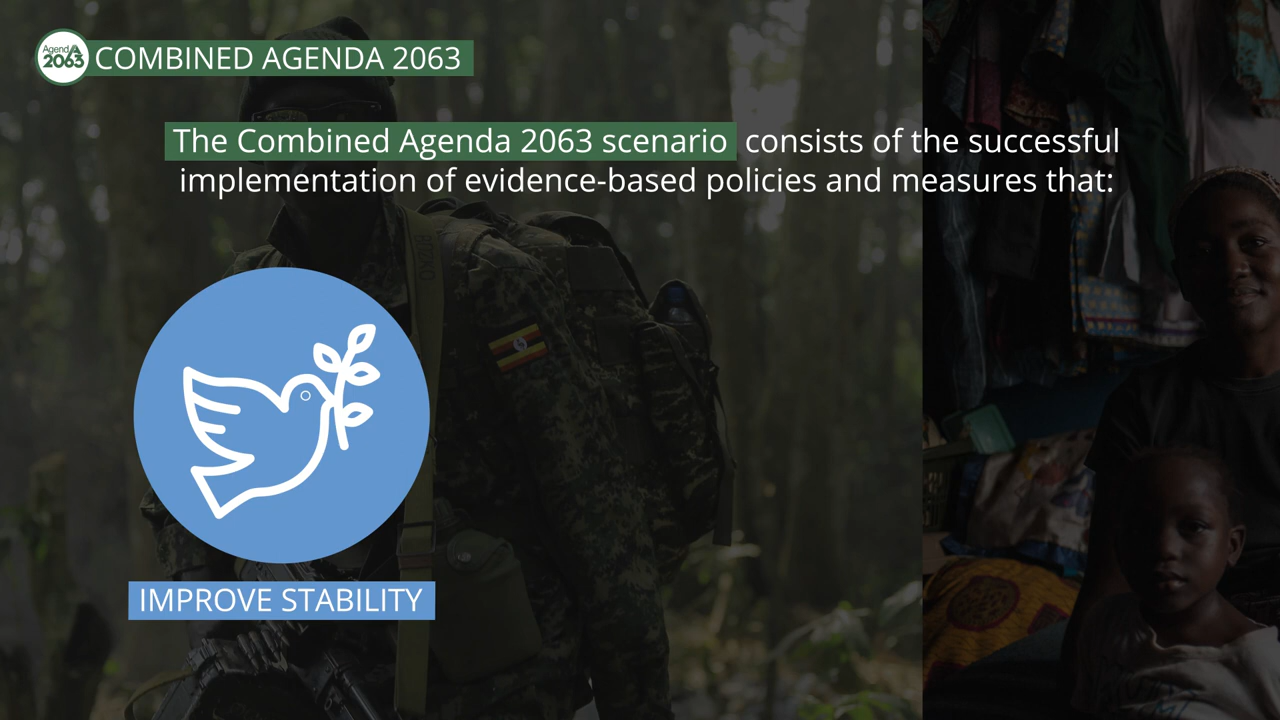 Agenda
2063
COMBINED AGENDA 2063
The Combined Agenda 2063 scenario consists of the successful
implementation of evidence-based policies and measures that:
IMPROVE STABILITY